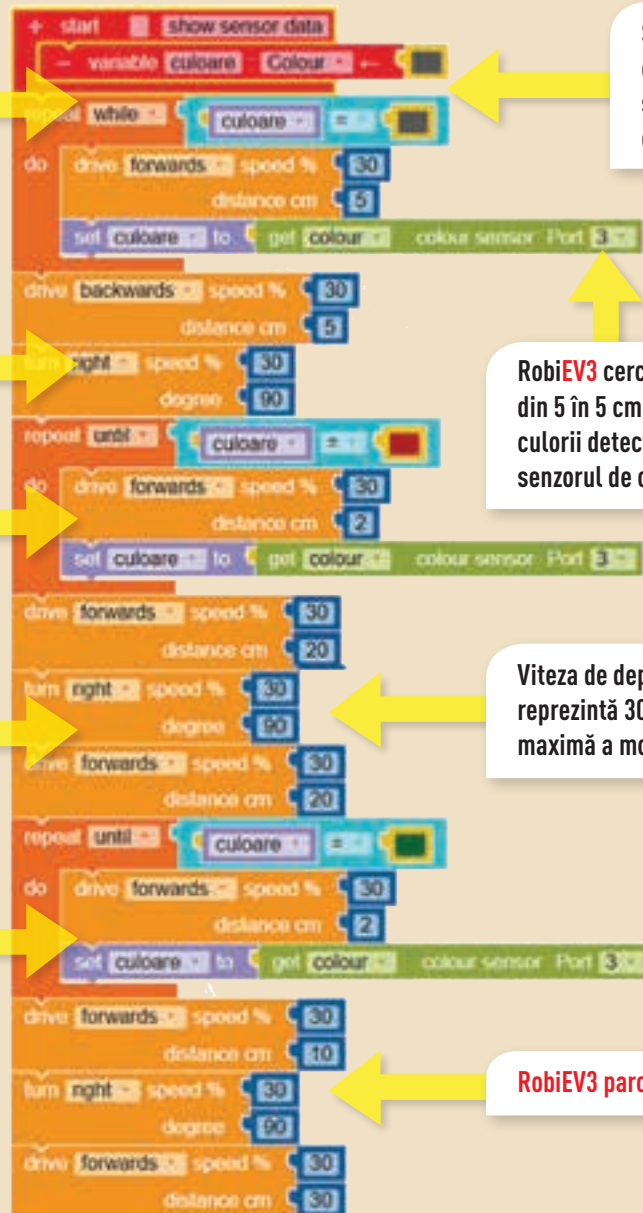 + start show sensor data
− variable culoare Colour ←
repeat while culoare =
do drive forwards speed % 30
distance cm 5
set culoare to get colour colour sensor Port 3
drive backwards speed % 30
distance cm 5
turn right speed % 30
degree 90
repeat until culoare =
do drive forwards speed % 30
distance cm 2
set culoare to get colour colour sensor Port 3
drive forwards speed % 30
distance cm 20
turn right speed % 30
degree 90
drive forwards speed % 30
distance cm 20
repeat until culoare =
do drive forwards speed % 30
distance cm 2
set culoare to get colour colour sensor Port 3
drive forwards speed % 30
distance cm 10
turn right speed % 30
degree 90
drive forwards speed % 30
distance cm 30
RobiEV3 cerc
din 5 în 5 cm
culorii detec
senzorul de
Viteza de dep
reprezintă 30
maximă a mo
RobiEV3 parc